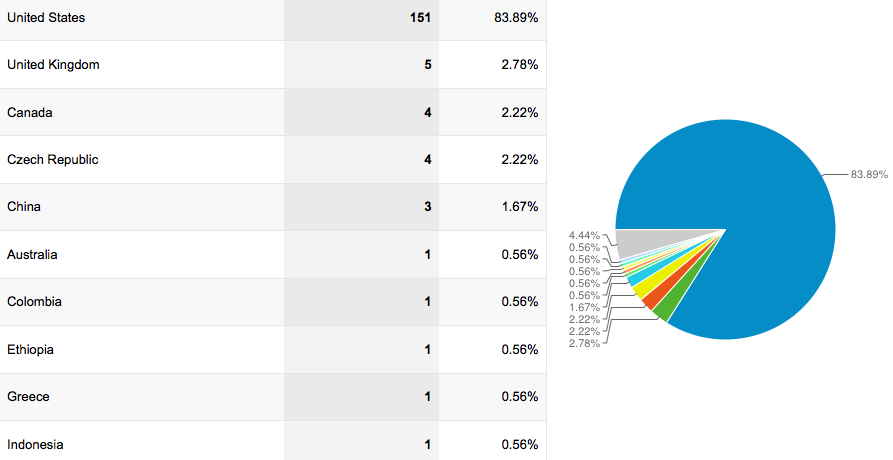 United States 151 83.89%
United Kingdom 5 2.78%
Canada 4 2.22%
Czech Republic 4 2.22%
China 3 1.67%
Australia 1 0.56%
Colombia 1 0.56%
Ethiopia 1 0.56%
Greece 1 0.56%
Indonesia 1 0.56%
83.89%
4.44%
0.56%
0.56%
0.56%
0.56%
0.56%
1.67%
2.22%
2.22%
2.78%